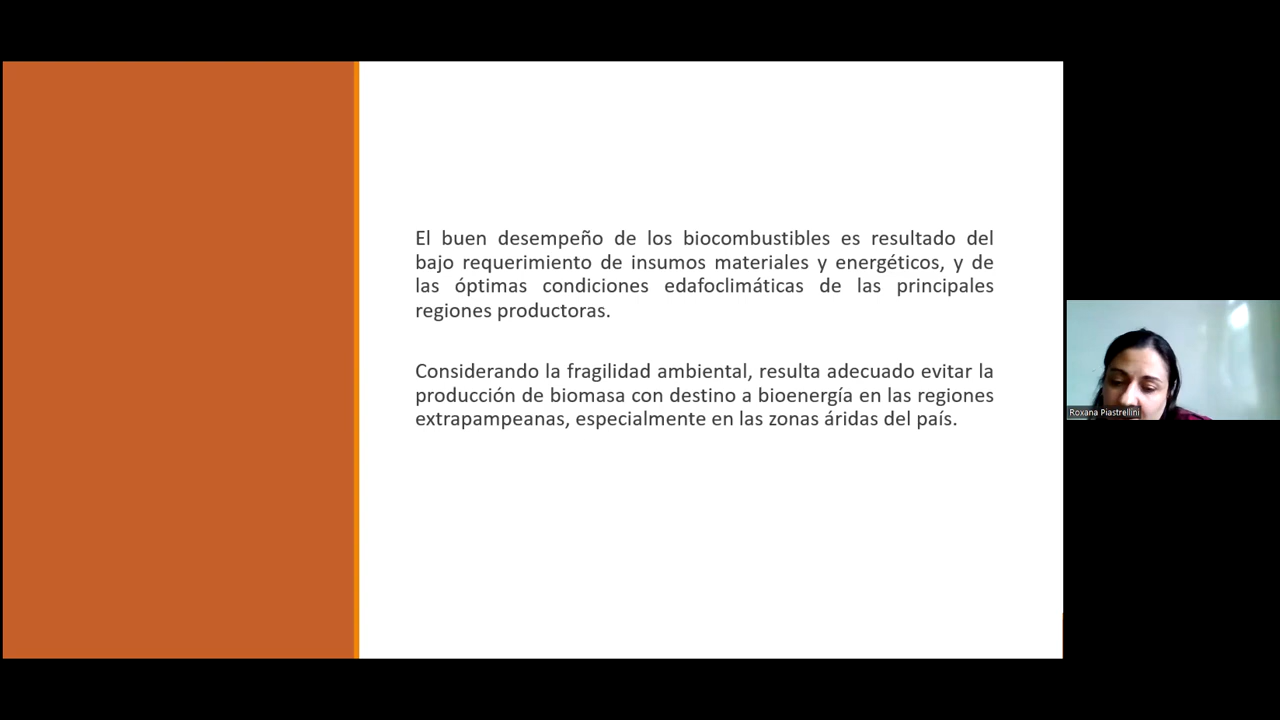 El buen desempeño de los biocombustibles es resultado del
bajo requerimiento de insumos materiales y energéticos, y de
las óptimas condiciones edafoclimáticas de las principales
regiones productoras.
Considerando la fragilidad ambiental, resulta adecuado evitar la
producción de biomasa con destino a bioenergía en las regiones
extrapampeanas, especialmente en las zonas áridas del país.
Roxana Piastrellini